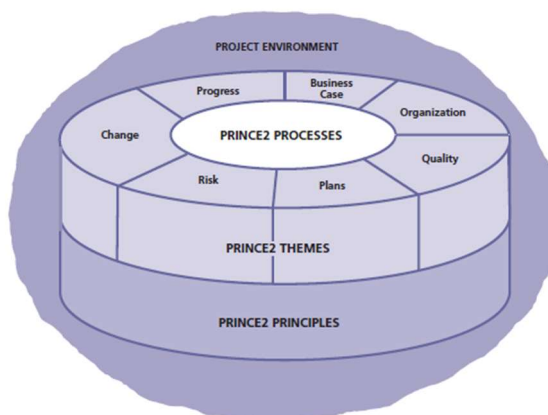 PROJECT ENVIRONMENT
Progress
Business
Case
Organization
Change
PRINCE2 PROCESSES
Quality
Risk
Plans
PRINCE2 THEMES
PRINCE2 PRINCIPLES